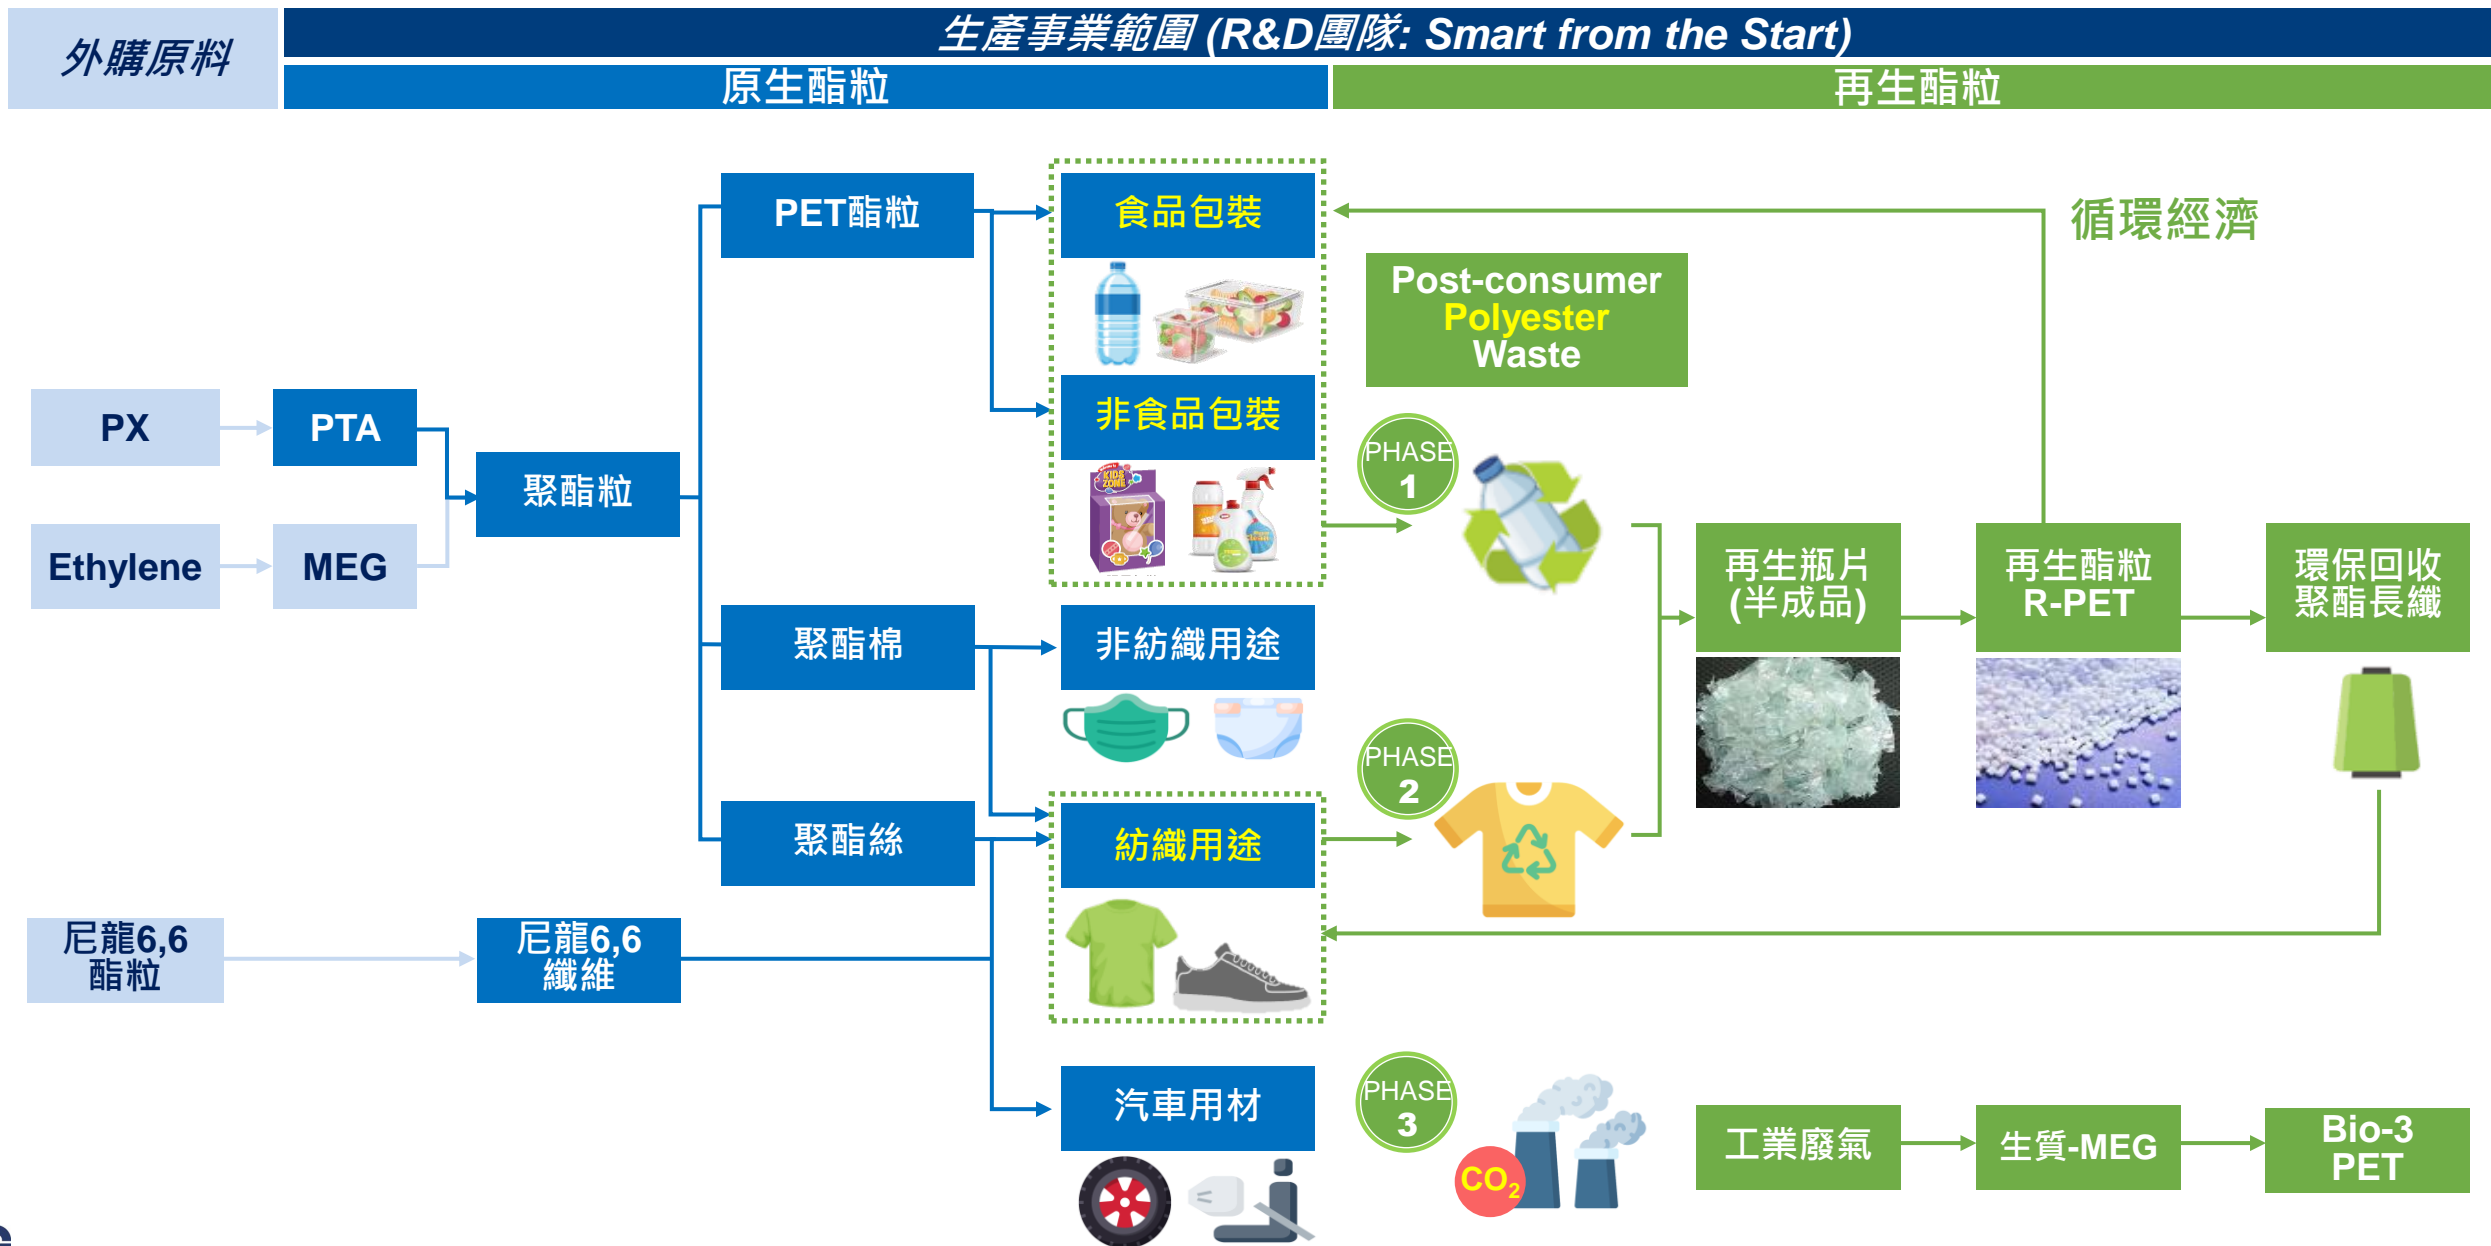 外購原料
生產事業範圍 (R&D團隊: Smart from the Start)
原生酯粒
再生酯粒
PET酯粒
食品包裝
循環經濟
Post-consumer
Polyester
Waste
PX
PTA
非食品包裝
PHASE
1
聚酯粒
KIDS
ZONE
Ethylene
MEG
再生瓶片
(半成品)
再生酯粒
R-PET
環保回收
聚酯長纖
聚酯棉
非紡織用途
PHASE
2
聚酯絲
紡織用途
尼龍6,6
酯粒
尼龍6,6
纖維
汽車用材
PHASE
3
CO2
工業廢氣
生質-MEG
Bio-3
PET